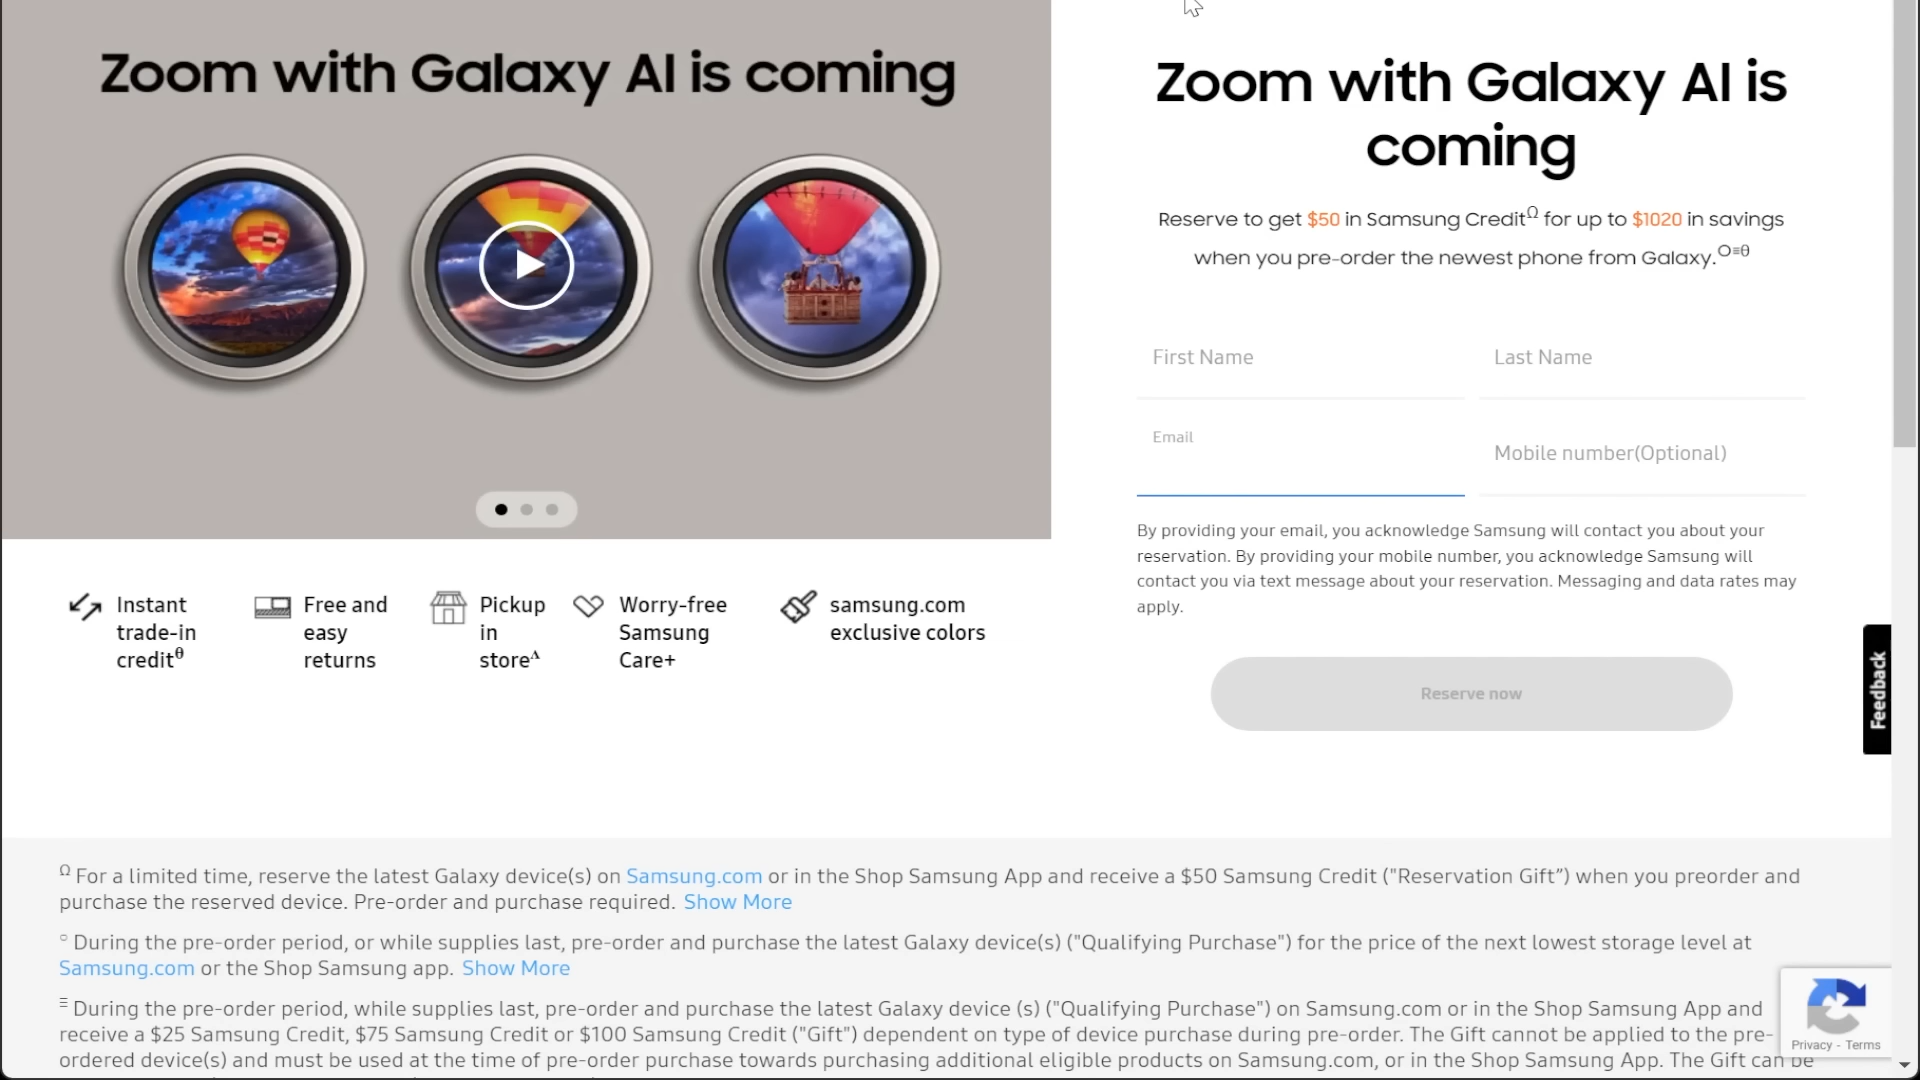 Zoom with Galaxy AI is coming
Zoom with Galaxy AI is
coming
Reserve to get $50 in Samsung CreditΩ for up to $1020 in savings
when you pre-order the newest phone from Galaxy.O≡θ
First Name
Last Name
Email
Mobile number(Optional)
By providing your email, you acknowledge Samsung will contact you about your
reservation. By providing your mobile number, you acknowledge Samsung will
contact you via text message about your reservation. Messaging and data rates may
apply.
Reserve now
Instant
trade-in
creditθ
Free and
easy
returns
Pickup
in
storeΔ
Worry-free
Samsung
Care+
samsung.com
exclusive colors
Feedback
Ω For a limited time, reserve the latest Galaxy device(s) on Samsung.com or in the Shop Samsung App and receive a $50 Samsung Credit ("Reservation Gift”) when you preorder and
purchase the reserved device. Pre-order and purchase required. Show More
○ During the pre-order period, or while supplies last, pre-order and purchase the latest Galaxy device(s) ("Qualifying Purchase") for the price of the next lowest storage level at
Samsung.com or the Shop Samsung app. Show More
≡ During the pre-order period, while supplies last, pre-order and purchase the latest Galaxy device (s) ("Qualifying Purchase") on Samsung.com or in the Shop Samsung App and
receive a $25 Samsung Credit, $75 Samsung Credit or $100 Samsung Credit ("Gift") dependent on type of device purchase during pre-order. The Gift cannot be applied to the pre-
ordered device(s) and must be used at the time of pre-order purchase towards purchasing additional eligible products on Samsung.com, or in the Shop Samsung App. The Gift can be
Privacy - Terms